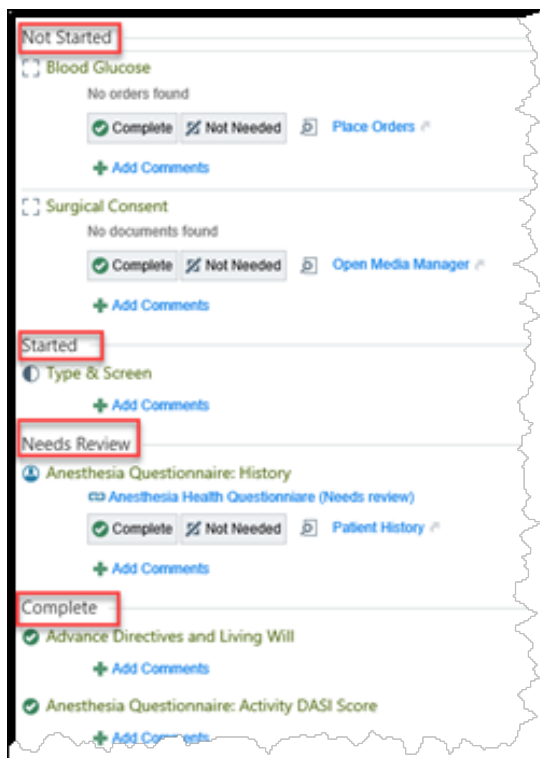 Not Started
Blood Glucose
No orders found
Complete Not Needed Place Orders
Add Comments
Surgical Consent
No documents found
Complete Not Needed Open Media Manager
Add Comments
Started
Type & Screen
Add Comments
Needs Review
Anesthesia Questionnaire: History
Anesthesia Health Questionniare (Needs review)
Complete Not Needed Patient History
Add Comments
Complete
Advance Directives and Living Will
Add Comments
Anesthesia Questionnaire: Activity DASI Score
Add Comments